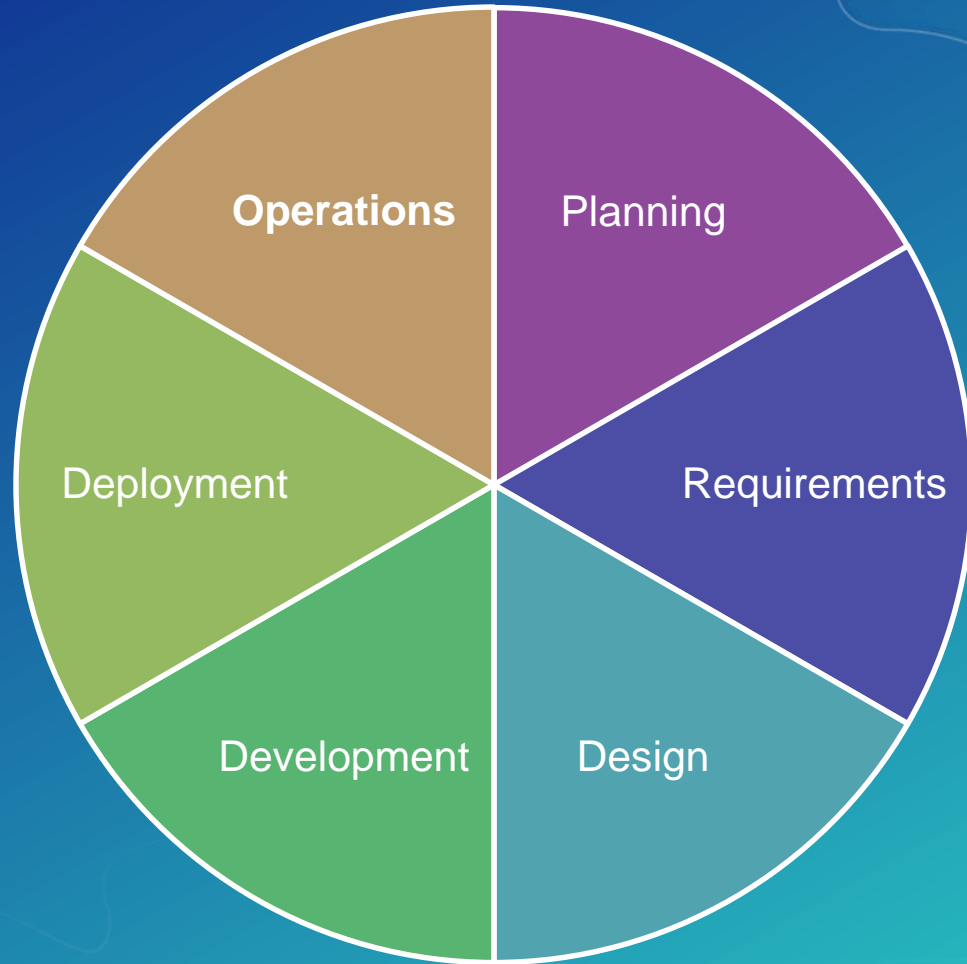 Operations
Planning
Deployment
Requirements
Development
Design